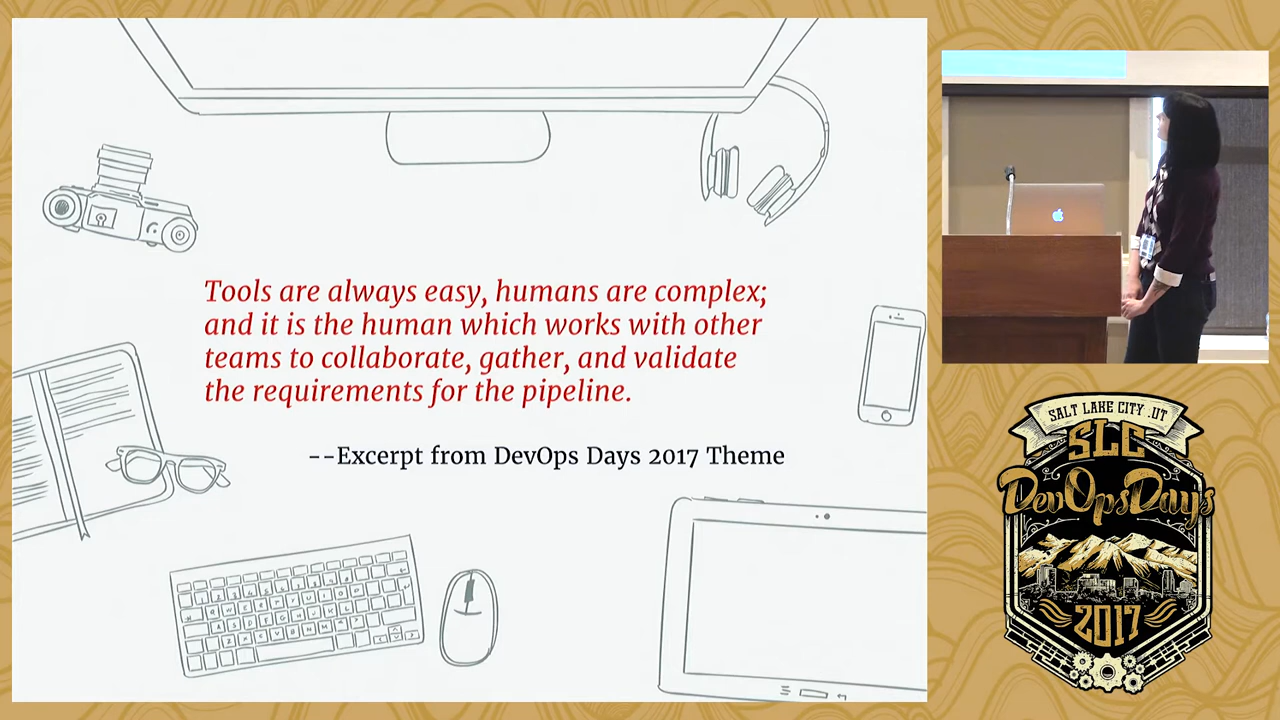 Tools are always easy, humans are complex;
and it is the human which works with other
teams to collaborate, gather, and validate
the requirements for the pipeline.
--Excerpt from DevOps Days 2017 Theme
SALT LAKE CITY .UT
SLC
DevOpsDays
2017